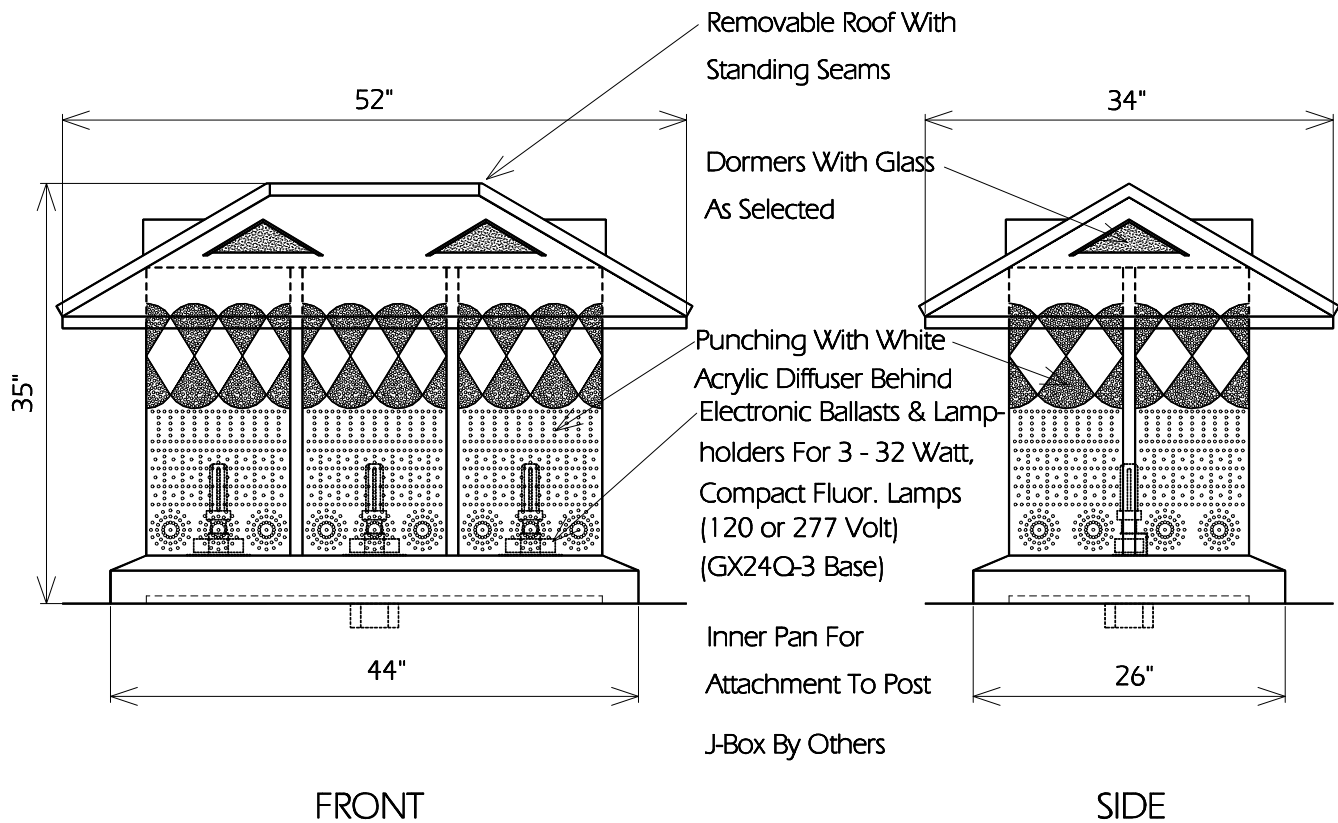 Removable Roof With
Standing Seams
52"
34"
Dormers With Glass
As Selected
35"
Punching With White
Acrylic Diffuser Behind
Electronic Ballasts & Lamp-
holders For 3 - 32 Watt,
Compact Fluor. Lamps
(120 or 277 Volt)
(GX24Q-3 Base)
Inner Pan For
Attachment To Post
44"
26"
J-Box By Others
FRONT
SIDE